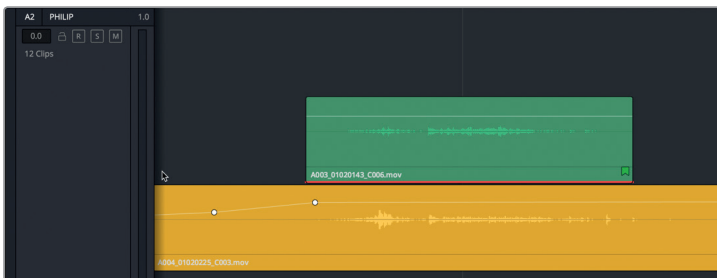 A2 PHILIP 1.0
0.0 R S M
12 Clips
A003_01020143_C006.mov
A004_01020225_C003.mov